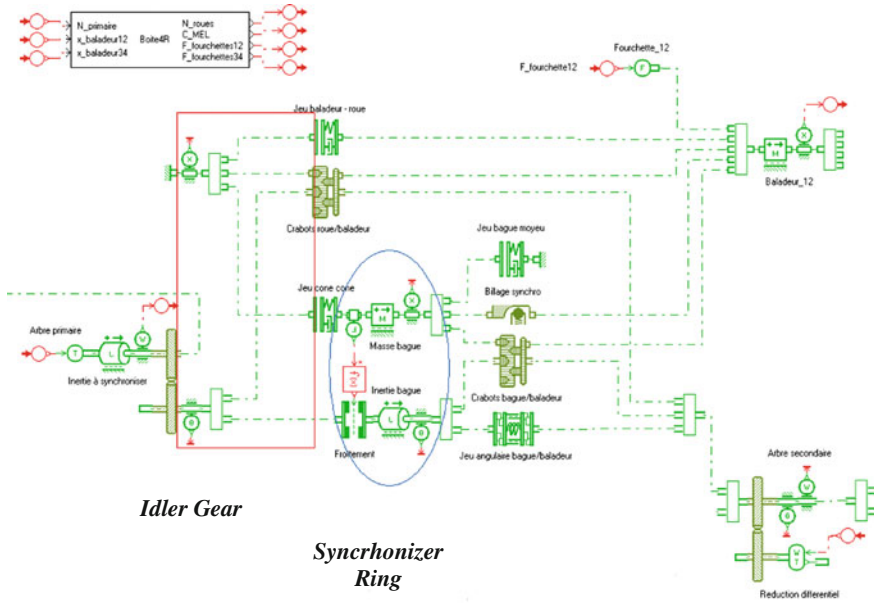 N_primaire
x_baladeur12
x_baladeur34
Boite4R
N_roues
C_MEL
F_fourchettes12
F_fourchettes34
Fourchette_12
F_fourchette12
F
Jeu baladeur - roue
X
X
M
Baladeur_12
Crabots roue/baladeur
Jeu bague moyeu
Jeu cone cone
Billage synchro
X
M
Arbre primaire
W
J
Masse bague
T
L
Inertie à synchroniser
f(x)
Crabots bague/baladeur
Inertie bague
L
θ
θ
Froitement
Jeu angulaire bague/baladeur
Arbre secondaire
W
θ
Idler Gear
Syncrhonizer
Ring
W
T
Reduction differentiel